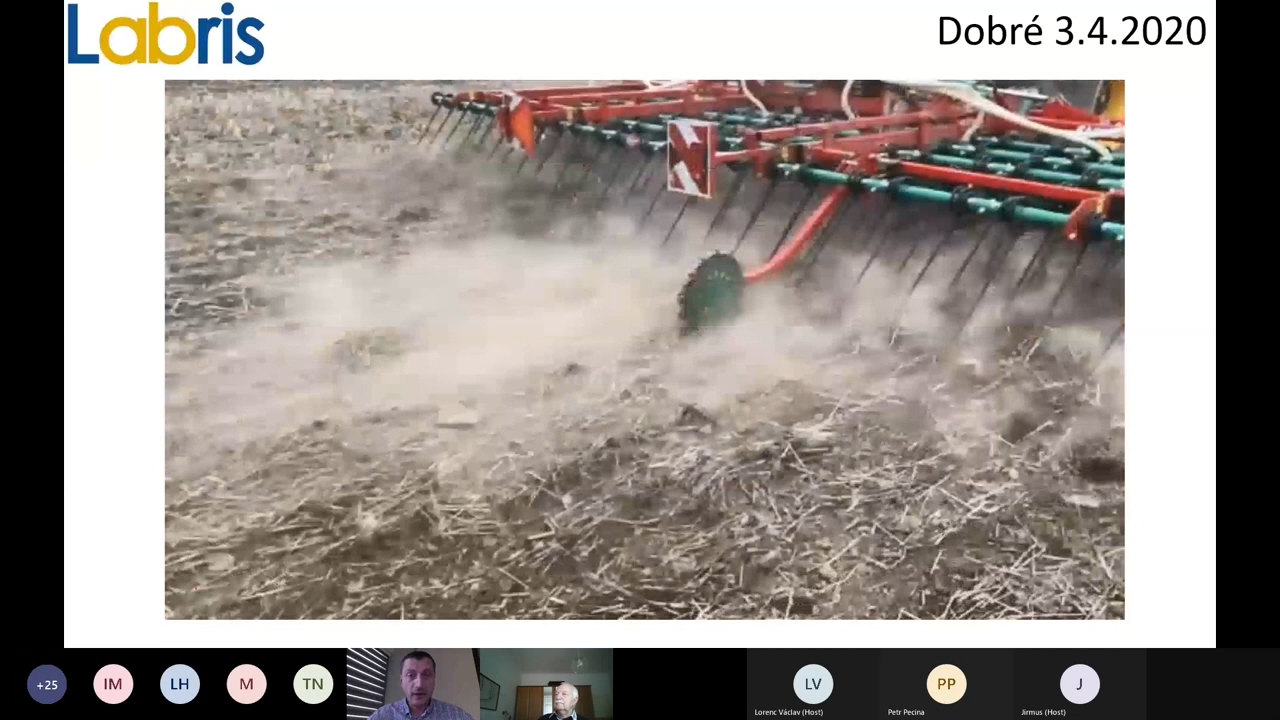 Labris
Dobré 3.4.2020
+25
IM
LH
M
TN
LV
PP
J
Lorenc Václav (Host)
Petr Pecina
Jirmus (Host)